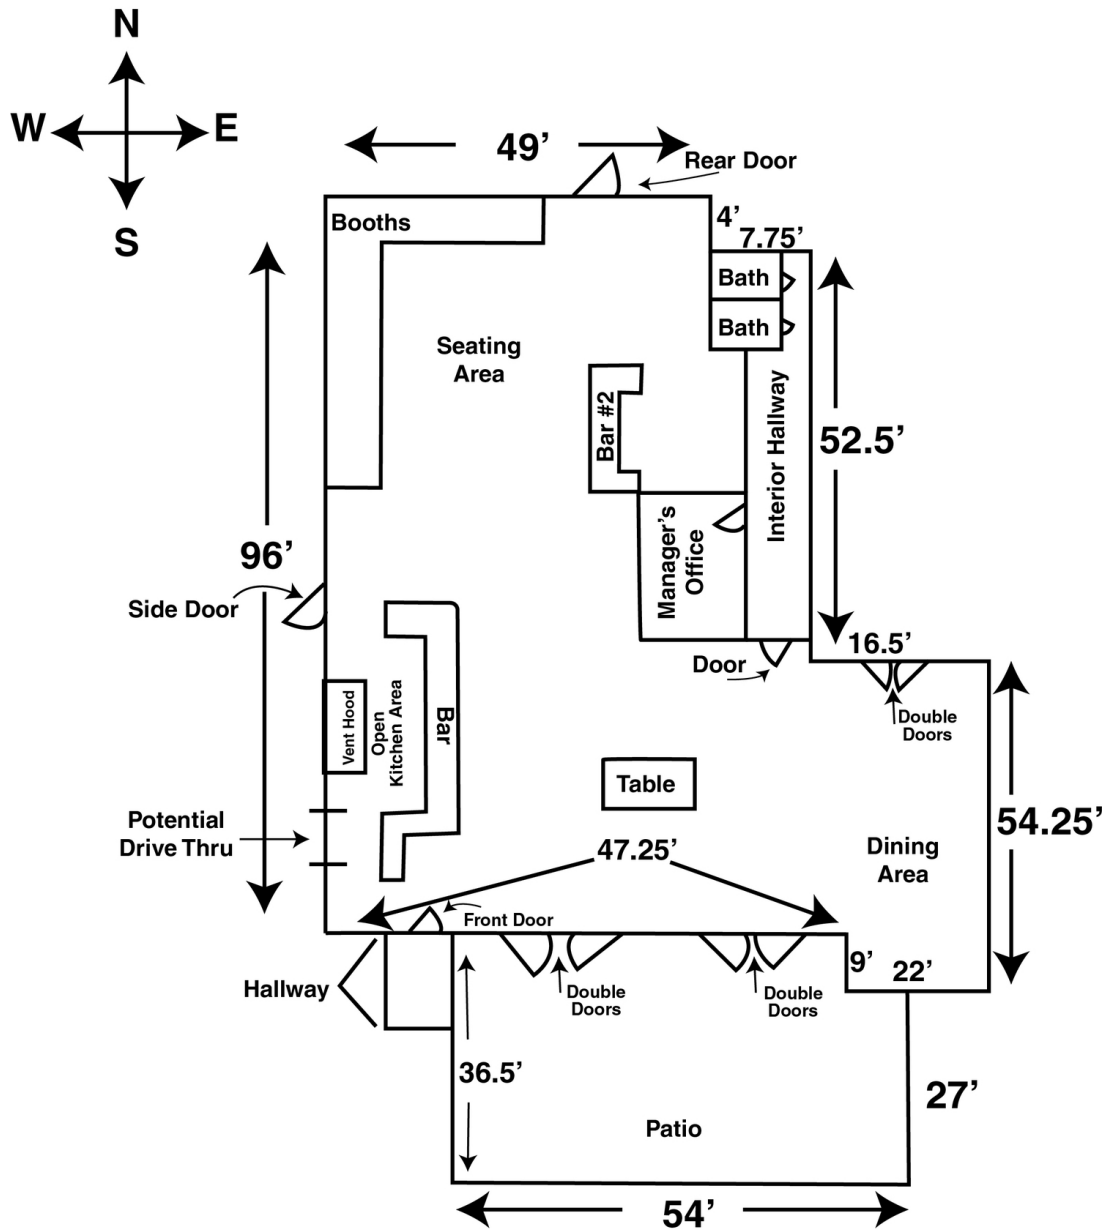 N
W
E
S
49’
Rear Door
Booths
4’
7.75’
Bath
Bath
Seating
Area
Bar #2
Interior Hallway
52.5’
Manager’s
Office
96’
Side Door
Door
16.5’
Double
Doors
Vent Hood
Open
Kitchen Area
Bar
Table
Potential
Drive Thru
47.25’
Dining
Area
54.25’
Front Door
9’
22’
Hallway
Double
Doors
Double
Doors
36.5’
27’
Patio
54’